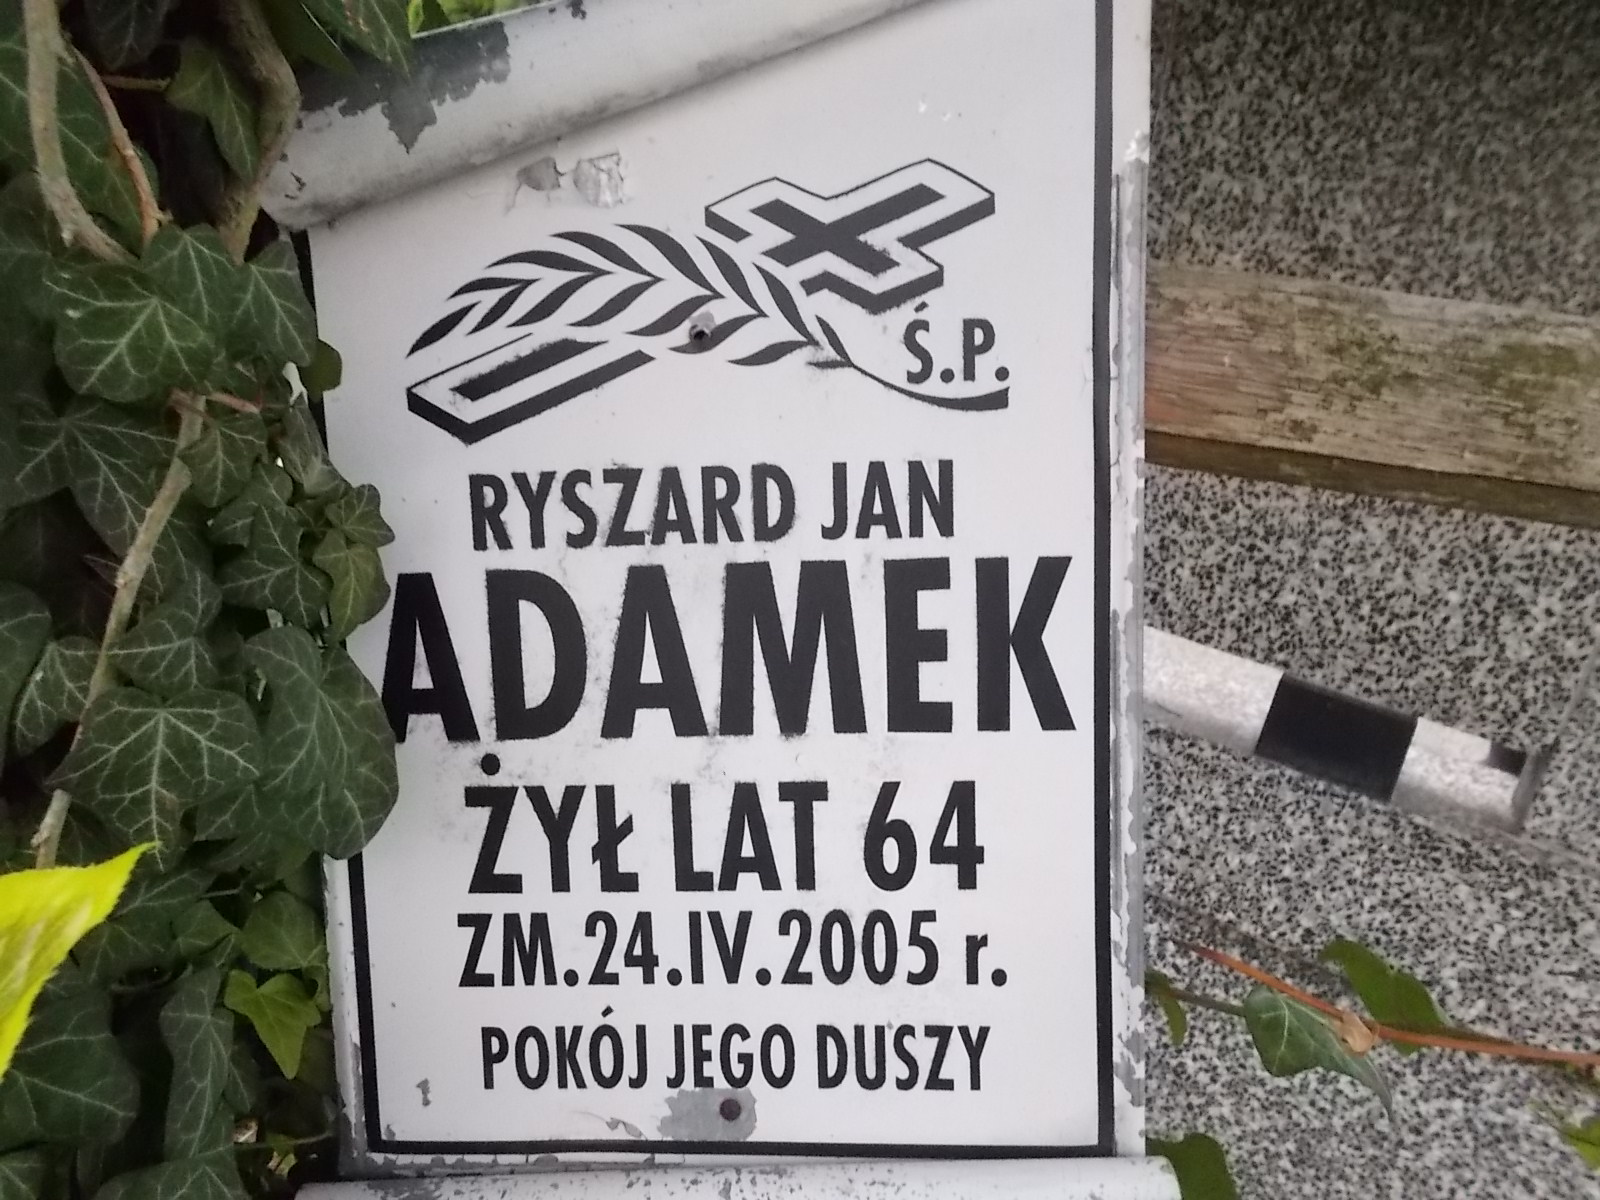 Ś.P.
RYSZARD JAN
ADAMEK
ŻYŁ LAT 64
ZM.24.IV.2005 r.
POKÓJ JEGO DUSZY